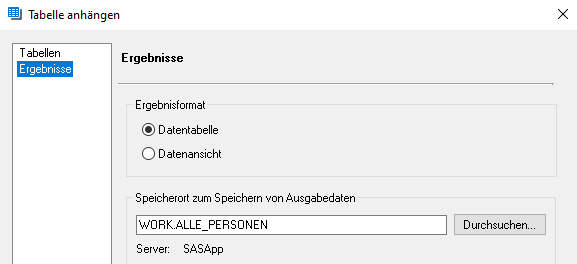 Tabelle anhängen
Tabellen
Ergebnisse
Ergebnisse
Ergebnisformat
Datentabelle
Datenansicht
Speicherort zum Speichern von Ausgabedaten
WORK.ALLE_PERSONEN
Durchsuchen...
Server: SASApp